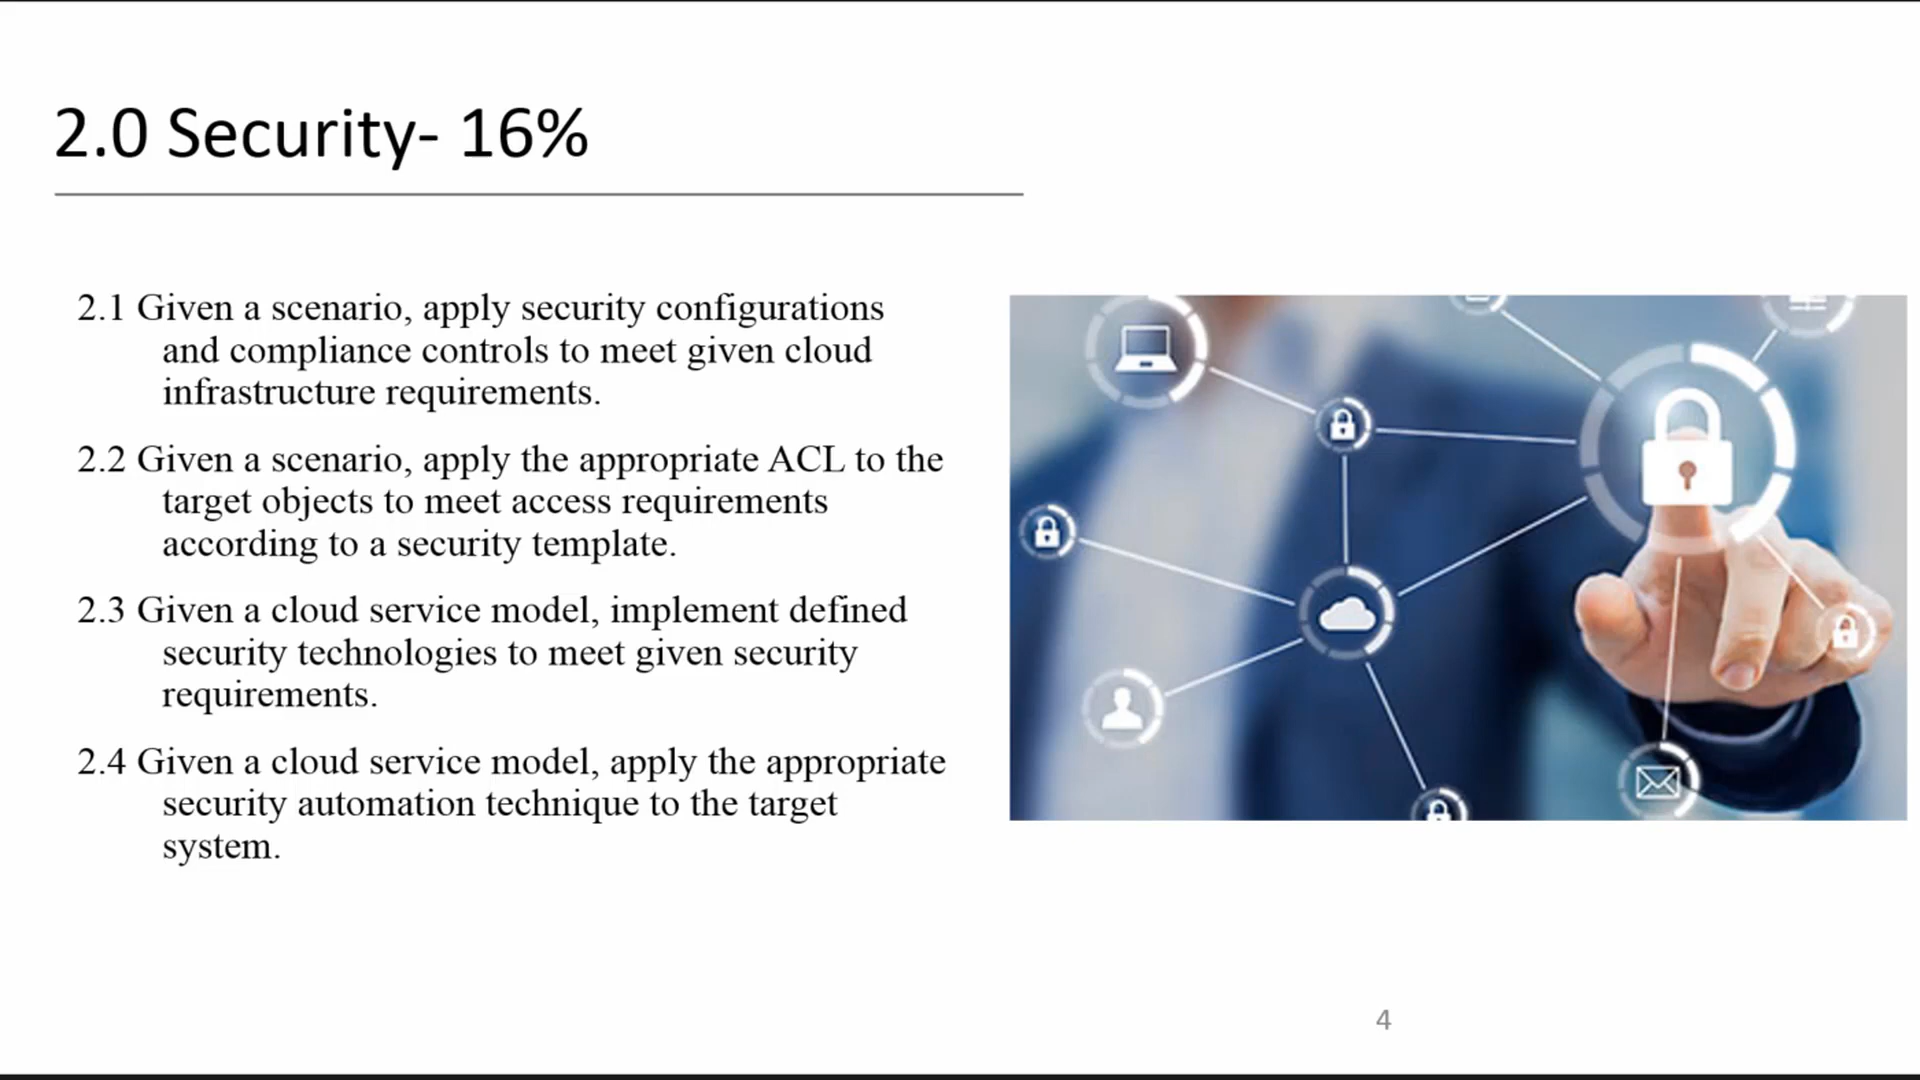 2.0 Security- 16%
2.1 Given a scenario, apply security configurations
and compliance controls to meet given cloud
infrastructure requirements.
2.2 Given a scenario, apply the appropriate ACL to the
target objects to meet access requirements
according to a security template.
2.3 Given a cloud service model, implement defined
security technologies to meet given security
requirements.
2.4 Given a cloud service model, apply the appropriate
security automation technique to the target
system.
4